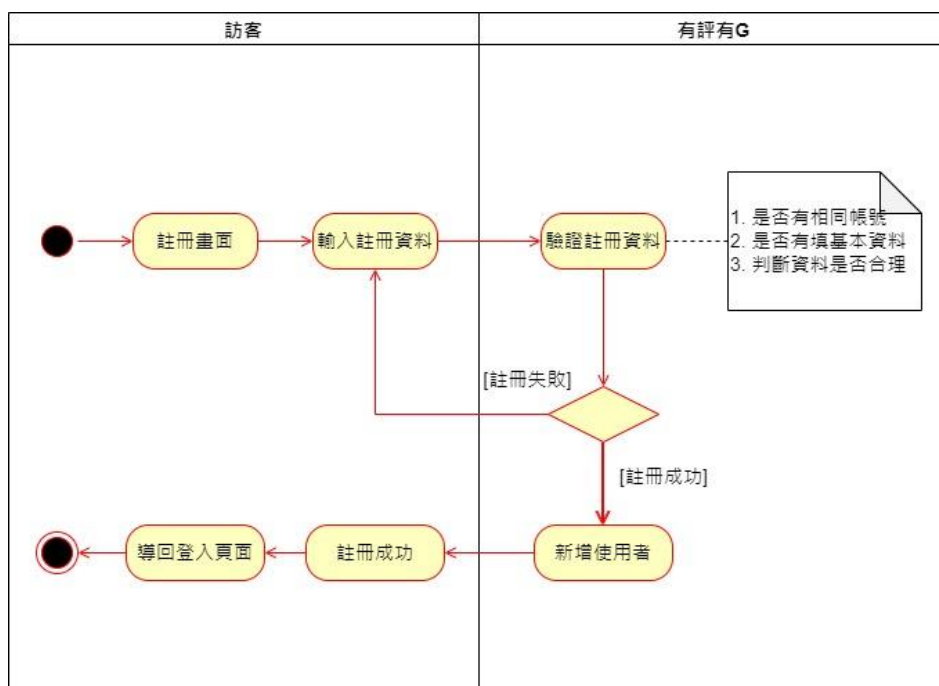 訪客
有評有G
註冊畫面
輸入註冊資料
驗證註冊資料
1. 是否有相同帳號
2. 是否有填基本資料
3. 判斷資料是否合理
[註冊失敗]
[註冊成功]
導回登入頁面
註冊成功
新增使用者